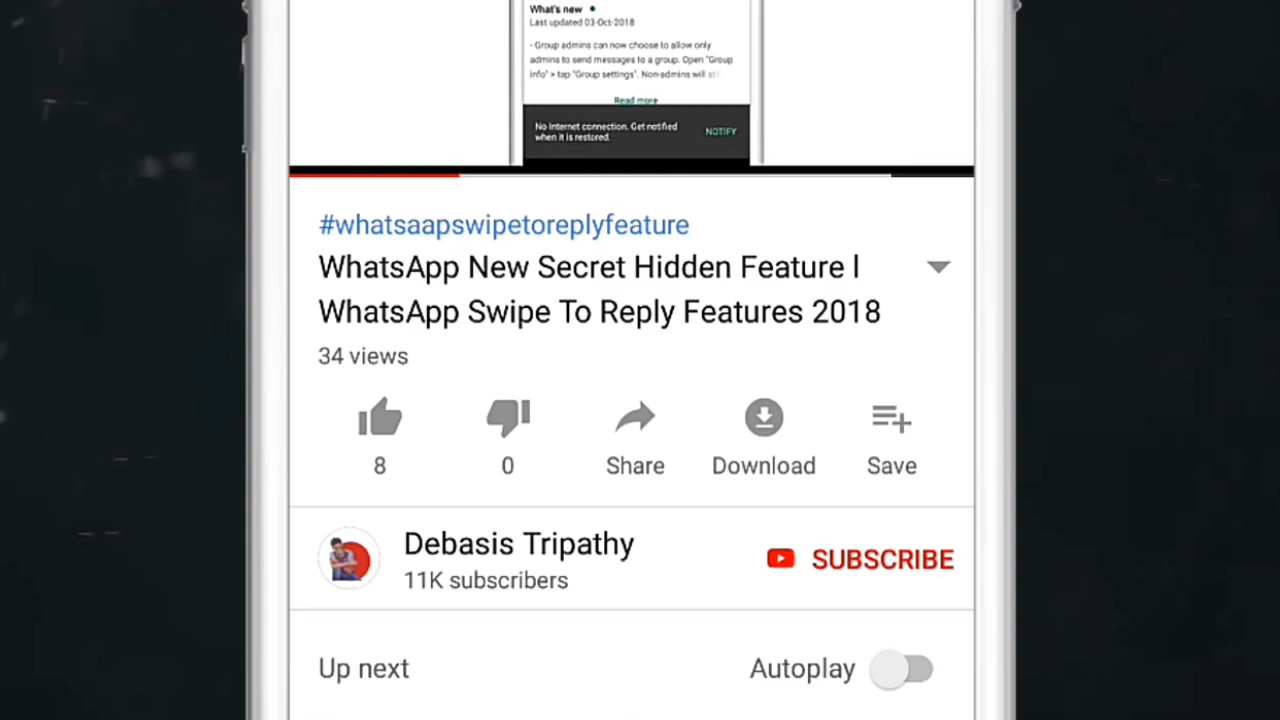 What's new
Last updated 03-Oct-2018
- Group admins can now choose to allow only
admins to send messages to a group. Open "Group
info" > tap "Group settings". Non-admins will
Read more
No Internet connection. Get notified
when it is restored.
NOTIFY
#whatsaapswipetoreplyfeature
WhatsApp New Secret Hidden Feature l
WhatsApp Swipe To Reply Features 2018
34 views
8 0 Share Download Save
Debasis Tripathy
11K subscribers
SUBSCRIBE
Up next Autoplay